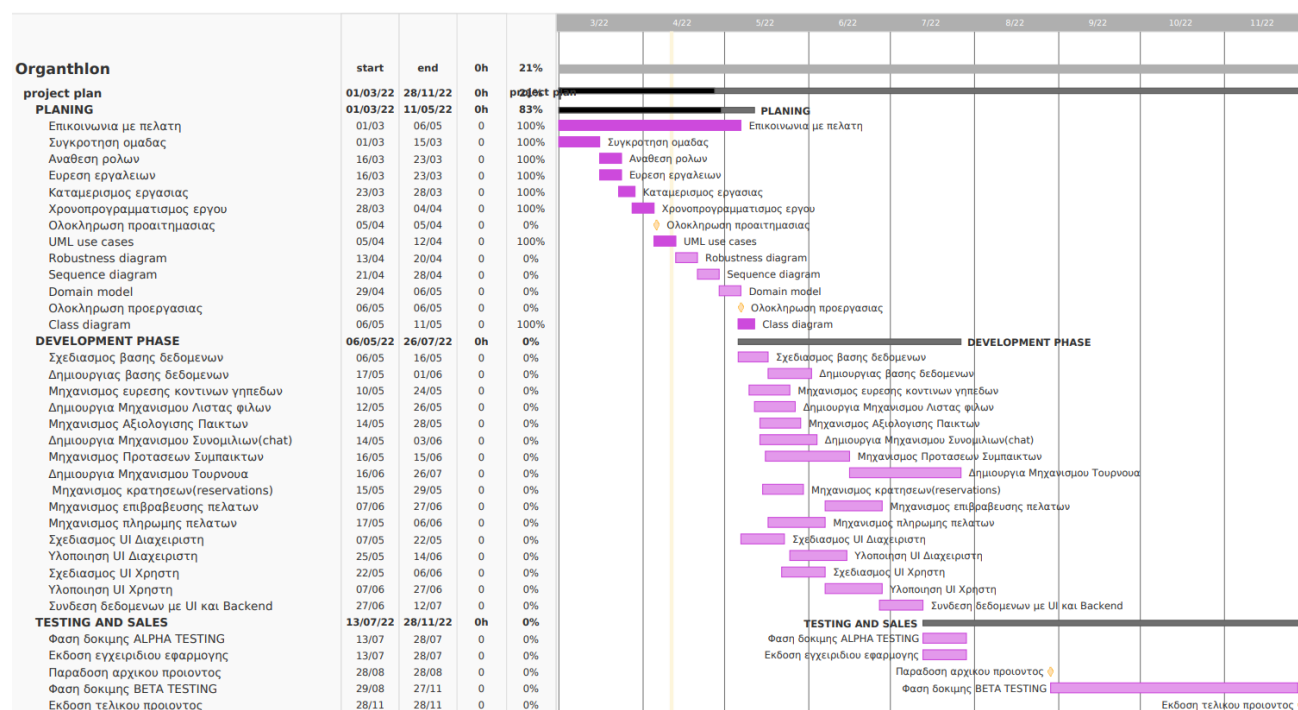 3/22 4/22 5/22 6/22 7/22 8/22 9/22 10/22 11/22
Organthlon start end 0h 21%
project plan 01/03/22 28/11/22 0h 21% project plan
PLANING 01/03/22 11/05/22 0h 83% PLANING
Επικοινωνια με πελατη 01/03 06/05 0 100% Επικοινωνια με πελατη
Συγκροτηση ομαδας 01/03 15/03 0 100% Συγκροτηση ομαδας
Αναθεση ρολων 16/03 23/03 0 100% Αναθεση ρολων
Ευρεση εργαλειων 16/03 23/03 0 100% Ευρεση εργαλειων
Καταμερισμος εργασιας 23/03 28/03 0 100% Καταμερισμος εργασιας
Χρονοπρογραμματισμος εργου 28/03 04/04 0 100% Χρονοπρογραμματισμος εργου
Ολοκληρωση προαιτημασιας 05/04 05/04 0 0% Ολοκληρωση προαιτημασιας
UML use cases 05/04 12/04 0 100% UML use cases
Robustness diagram 13/04 20/04 0 0% Robustness diagram
Sequence diagram 21/04 28/04 0 0% Sequence diagram
Domain model 29/04 06/05 0 0% Domain model
Ολοκληρωση προεργασιας 06/05 06/05 0 0% Ολοκληρωση προεργασιας
Class diagram 06/05 11/05 0 100% Class diagram
DEVELOPMENT PHASE 06/05/22 26/07/22 0h 0% DEVELOPMENT PHASE
Σχεδιασμος βασης δεδομενων 06/05 16/05 0 0% Σχεδιασμος βασης δεδομενων
Δημιουργιας βασης δεδομενων 17/05 01/06 0 0% Δημιουργιας βασης δεδομενων
Μηχανισμος ευρεσης κοντινων γηπεδων 10/05 24/05 0 0% Μηχανισμος ευρεσης κοντινων γηπεδων
Δημιουργια Μηχανισμου Λιστας φιλων 12/05 26/05 0 0% Δημιουργια Μηχανισμου Λιστας φιλων
Μηχανισμος Αξιολογισης Παικτων 14/05 28/05 0 0% Μηχανισμος Αξιολογισης Παικτων
Δημιουργια Μηχανισμου Συνομιλιων(chat) 14/05 03/06 0 0% Δημιουργια Μηχανισμου Συνομιλιων(chat)
Μηχανισμος Προτασεων Συμπαικτων 16/05 15/06 0 0% Μηχανισμος Προτασεων Συμπαικτων
Δημιουργια Μηχανισμου Τουρνουα 16/06 26/07 0 0% Δημιουργια Μηχανισμου Τουρνουα
Μηχανισμος κρατησεων(reservations) 15/05 29/05 0 0% Μηχανισμος κρατησεων(reservations)
Μηχανισμος επιβραβευσης πελατων 07/06 27/06 0 0% Μηχανισμος επιβραβευσης πελατων
Μηχανισμος πληρωμης πελατων 17/05 06/06 0 0% Μηχανισμος πληρωμης πελατων
Σχεδιασμος UI Διαχειριστη 07/05 22/05 0 0% Σχεδιασμος UI Διαχειριστη
Υλοποιηση UI Διαχειριστη 25/05 14/06 0 0% Υλοποιηση UI Διαχειριστη
Σχεδιασμος UI Χρηστη 22/05 06/06 0 0% Σχεδιασμος UI Χρηστη
Υλοποιηση UI Χρηστη 07/06 27/06 0 0% Υλοποιηση UI Χρηστη
Συνδεση δεδομενων με UI και Backend 27/06 12/07 0 0% Συνδεση δεδομενων με UI και Backend
TESTING AND SALES 13/07/22 28/11/22 0h 0% TESTING AND SALES
Φαση δοκιμης ALPHA TESTING 13/07 28/07 0 0% Φαση δοκιμης ALPHA TESTING
Εκδοση εγχειριδιου εφαρμογης 13/07 28/07 0 0% Εκδοση εγχειριδιου εφαρμογης
Παραδοση αρχικου προιοντος 28/08 28/08 0 0% Παραδοση αρχικου προιοντος
Φαση δοκιμης BETA TESTING 29/08 27/11 0 0% Φαση δοκιμης BETA TESTING
Εκδοση τελικου προιοντος 28/11 28/11 0 0% Εκδοση τελικου προιοντος